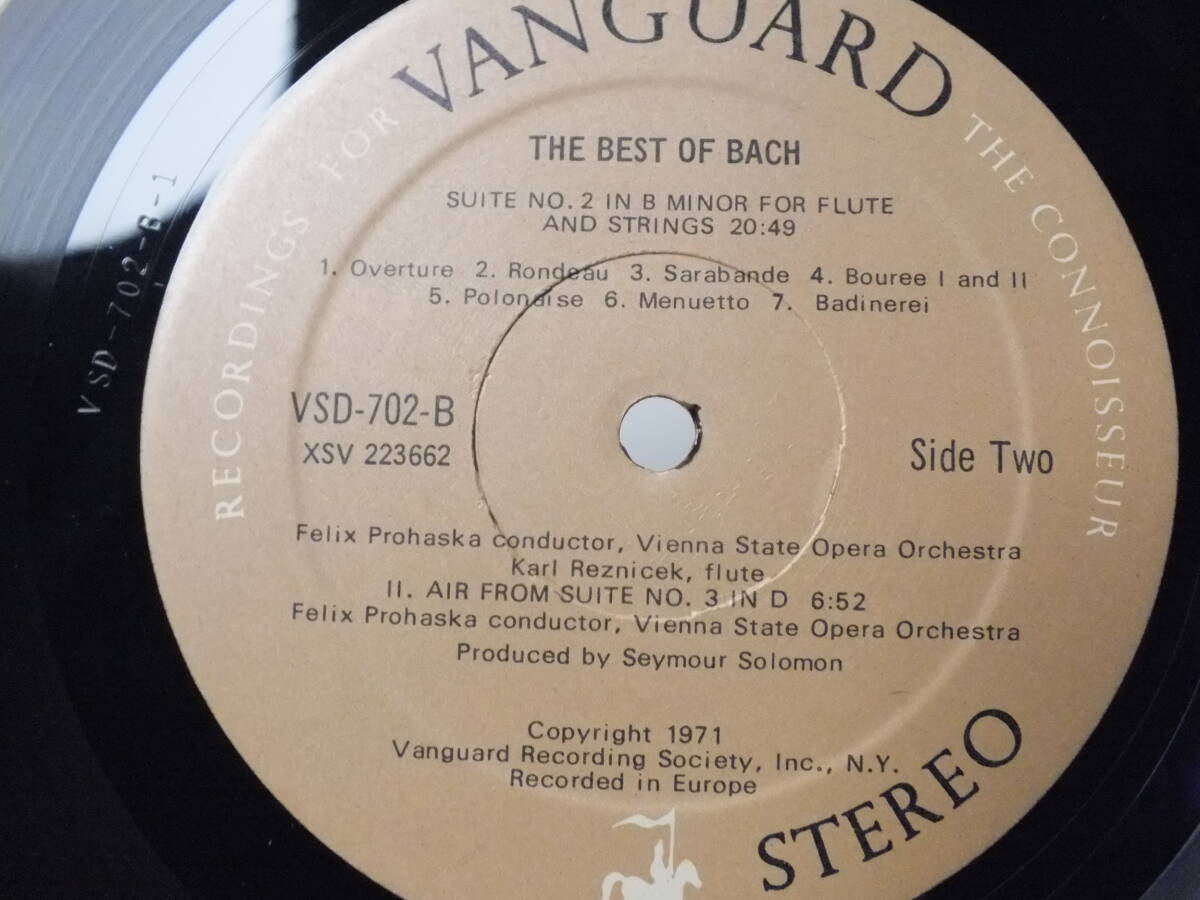 VANGUARD
RECORDINGS FOR THE CONNOISSEUR
THE BEST OF BACH
SUITE NO. 2 IN B MINOR FOR FLUTE
AND STRINGS 20:49
1. Overture 2. Rondeau 3. Sarabande 4. Bouree I and II
5. Polonaise 6. Menuetto 7. Badinerei
VSD-702-B
XSV 223662
Side Two
Felix Prohaska conductor, Vienna State Opera Orchestra
Karl Reznicek, flute
II. AIR FROM SUITE NO. 3 IN D 6:52
Felix Prohaska conductor, Vienna State Opera Orchestra
Produced by Seymour Solomon
Copyright 1971
Vanguard Recording Society, Inc., N.Y.
Recorded in Europe
STEREO
VSD-702-B-1